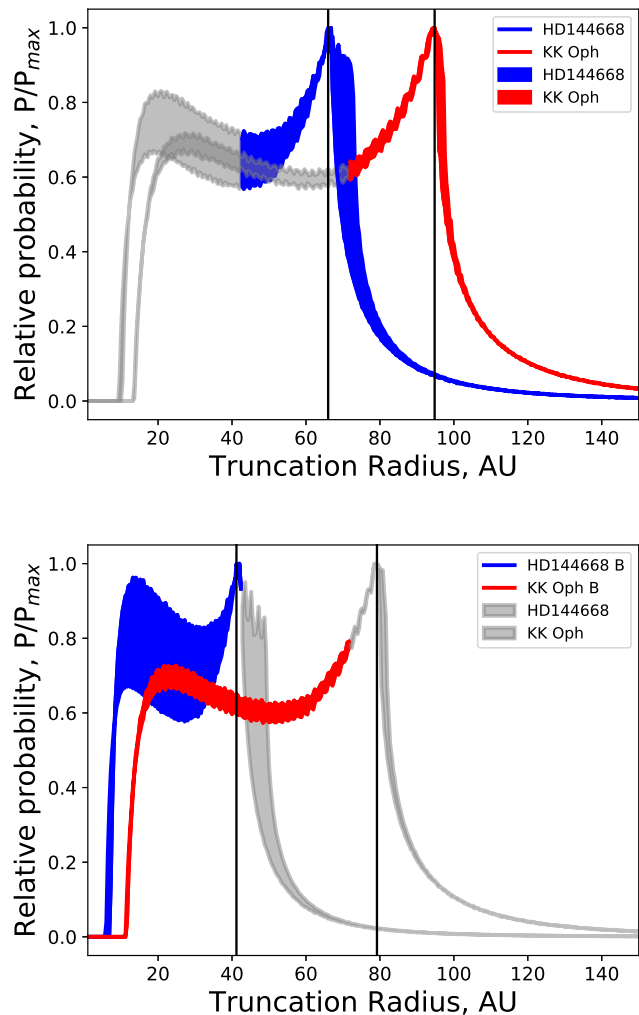 HD144668
KK Oph
HD144668
KK Oph
1.0
0.8
0.6
0.4
0.2
0.0
Relative probability, P/P_max
20 40 60 80 100 120 140
Truncation Radius, AU
HD144668 B
KK Oph B
HD144668
KK Oph
1.0
0.8
0.6
0.4
0.2
0.0
Relative probability, P/P_max
20 40 60 80 100 120 140
Truncation Radius, AU